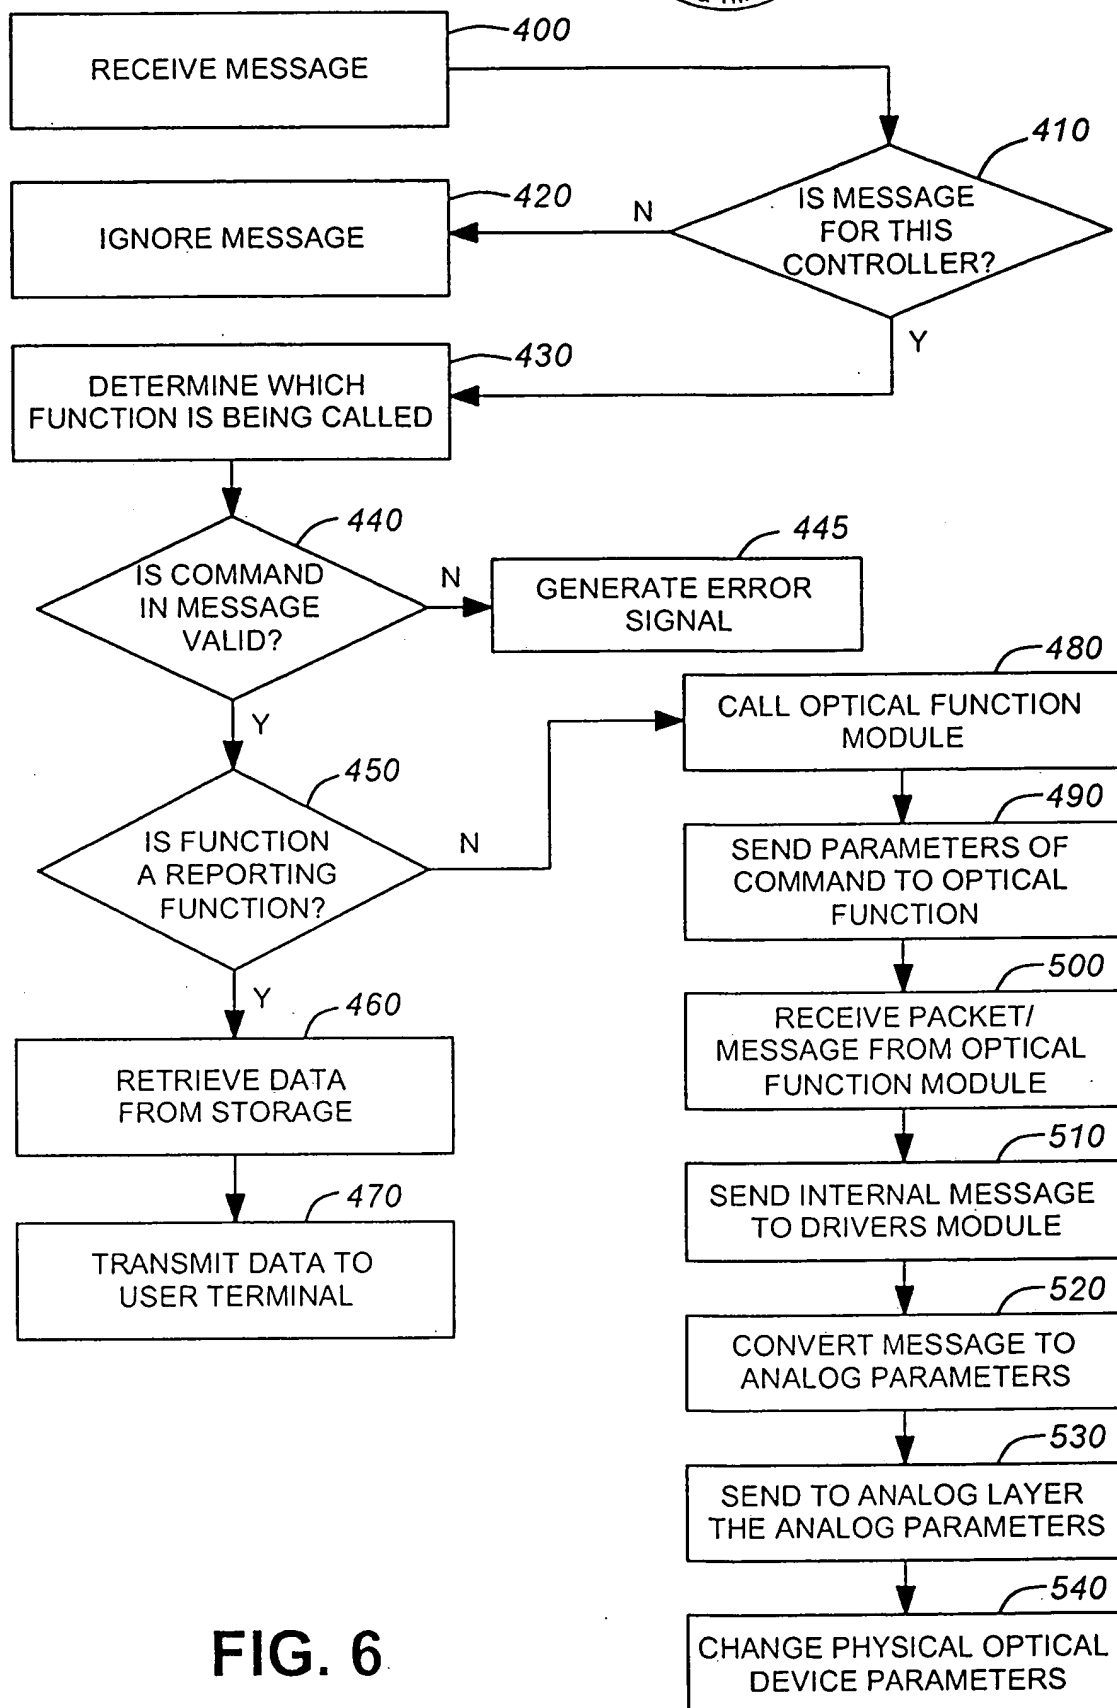 400
RECEIVE MESSAGE
410
IS MESSAGE
FOR THIS
CONTROLLER?
N
Y
420
IGNORE MESSAGE
430
DETERMINE WHICH
FUNCTION IS BEING CALLED
440
IS COMMAND
IN MESSAGE
VALID?
N
Y
445
GENERATE ERROR
SIGNAL
450
IS FUNCTION
A REPORTING
FUNCTION?
N
Y
460
RETRIEVE DATA
FROM STORAGE
470
TRANSMIT DATA TO
USER TERMINAL
480
CALL OPTICAL FUNCTION
MODULE
490
SEND PARAMETERS OF
COMMAND TO OPTICAL
FUNCTION
500
RECEIVE PACKET/
MESSAGE FROM OPTICAL
FUNCTION MODULE
510
SEND INTERNAL MESSAGE
TO DRIVERS MODULE
520
CONVERT MESSAGE TO
ANALOG PARAMETERS
530
SEND TO ANALOG LAYER
THE ANALOG PARAMETERS
540
CHANGE PHYSICAL OPTICAL
DEVICE PARAMETERS
FIG. 6